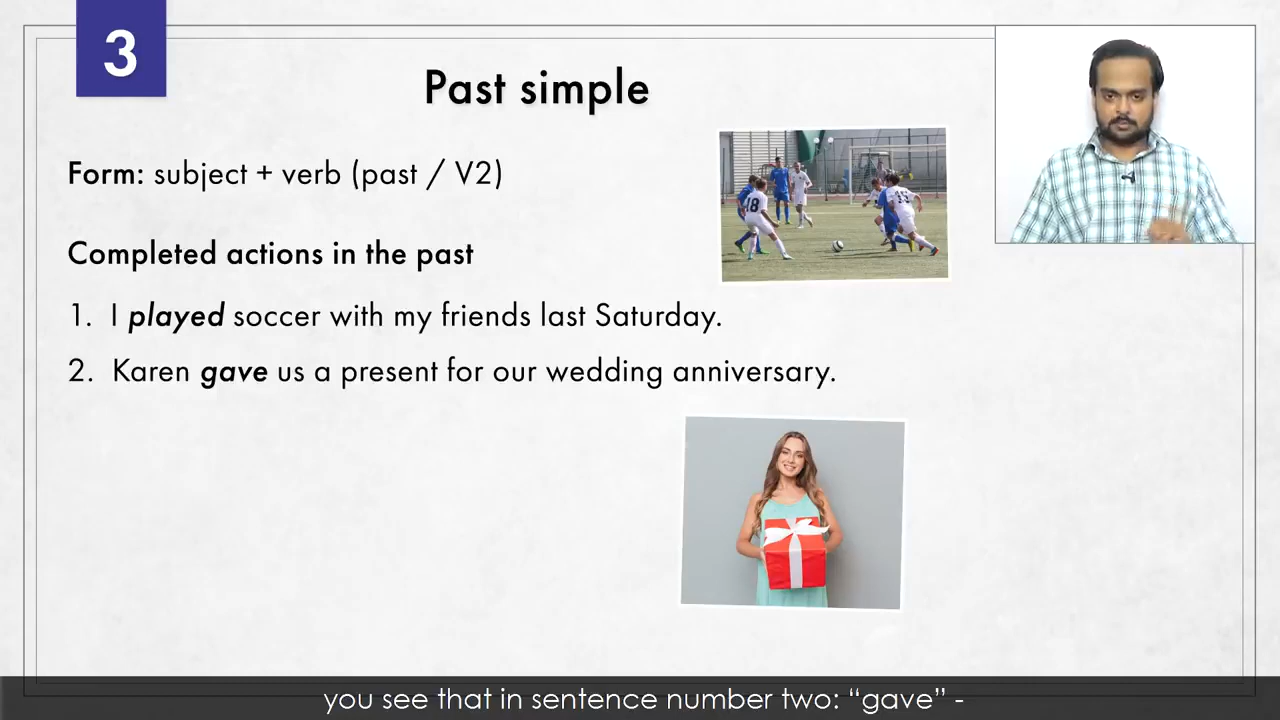 3
Past simple
Form: subject + verb (past / V2)
Completed actions in the past
1. I played soccer with my friends last Saturday.
2. Karen gave us a present for our wedding anniversary.
18
15
you see that in sentence number two: “gave” -